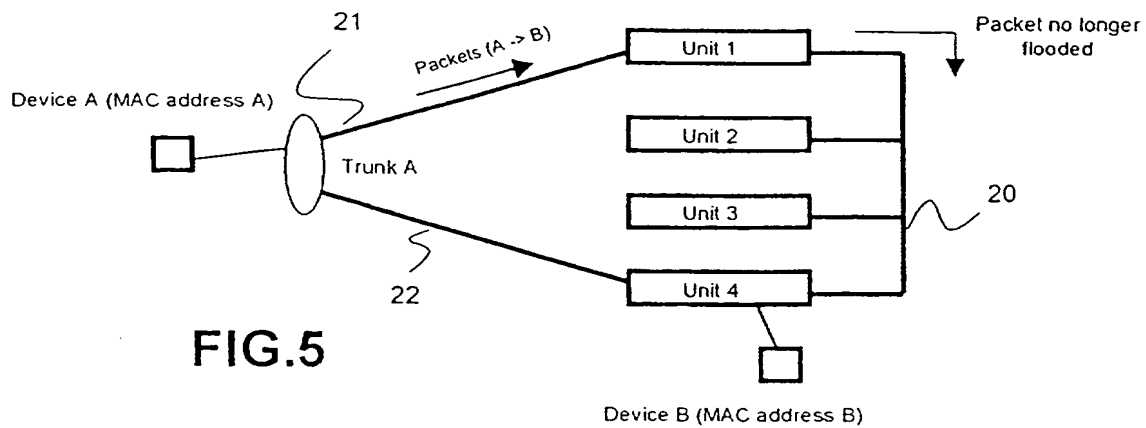 21
Packets (A -> B)
Unit 1
Packet no longer
flooded
Device A (MAC address A)
Unit 2
Trunk A
20
Unit 3
22
Unit 4
FIG.5
Device B (MAC address B)